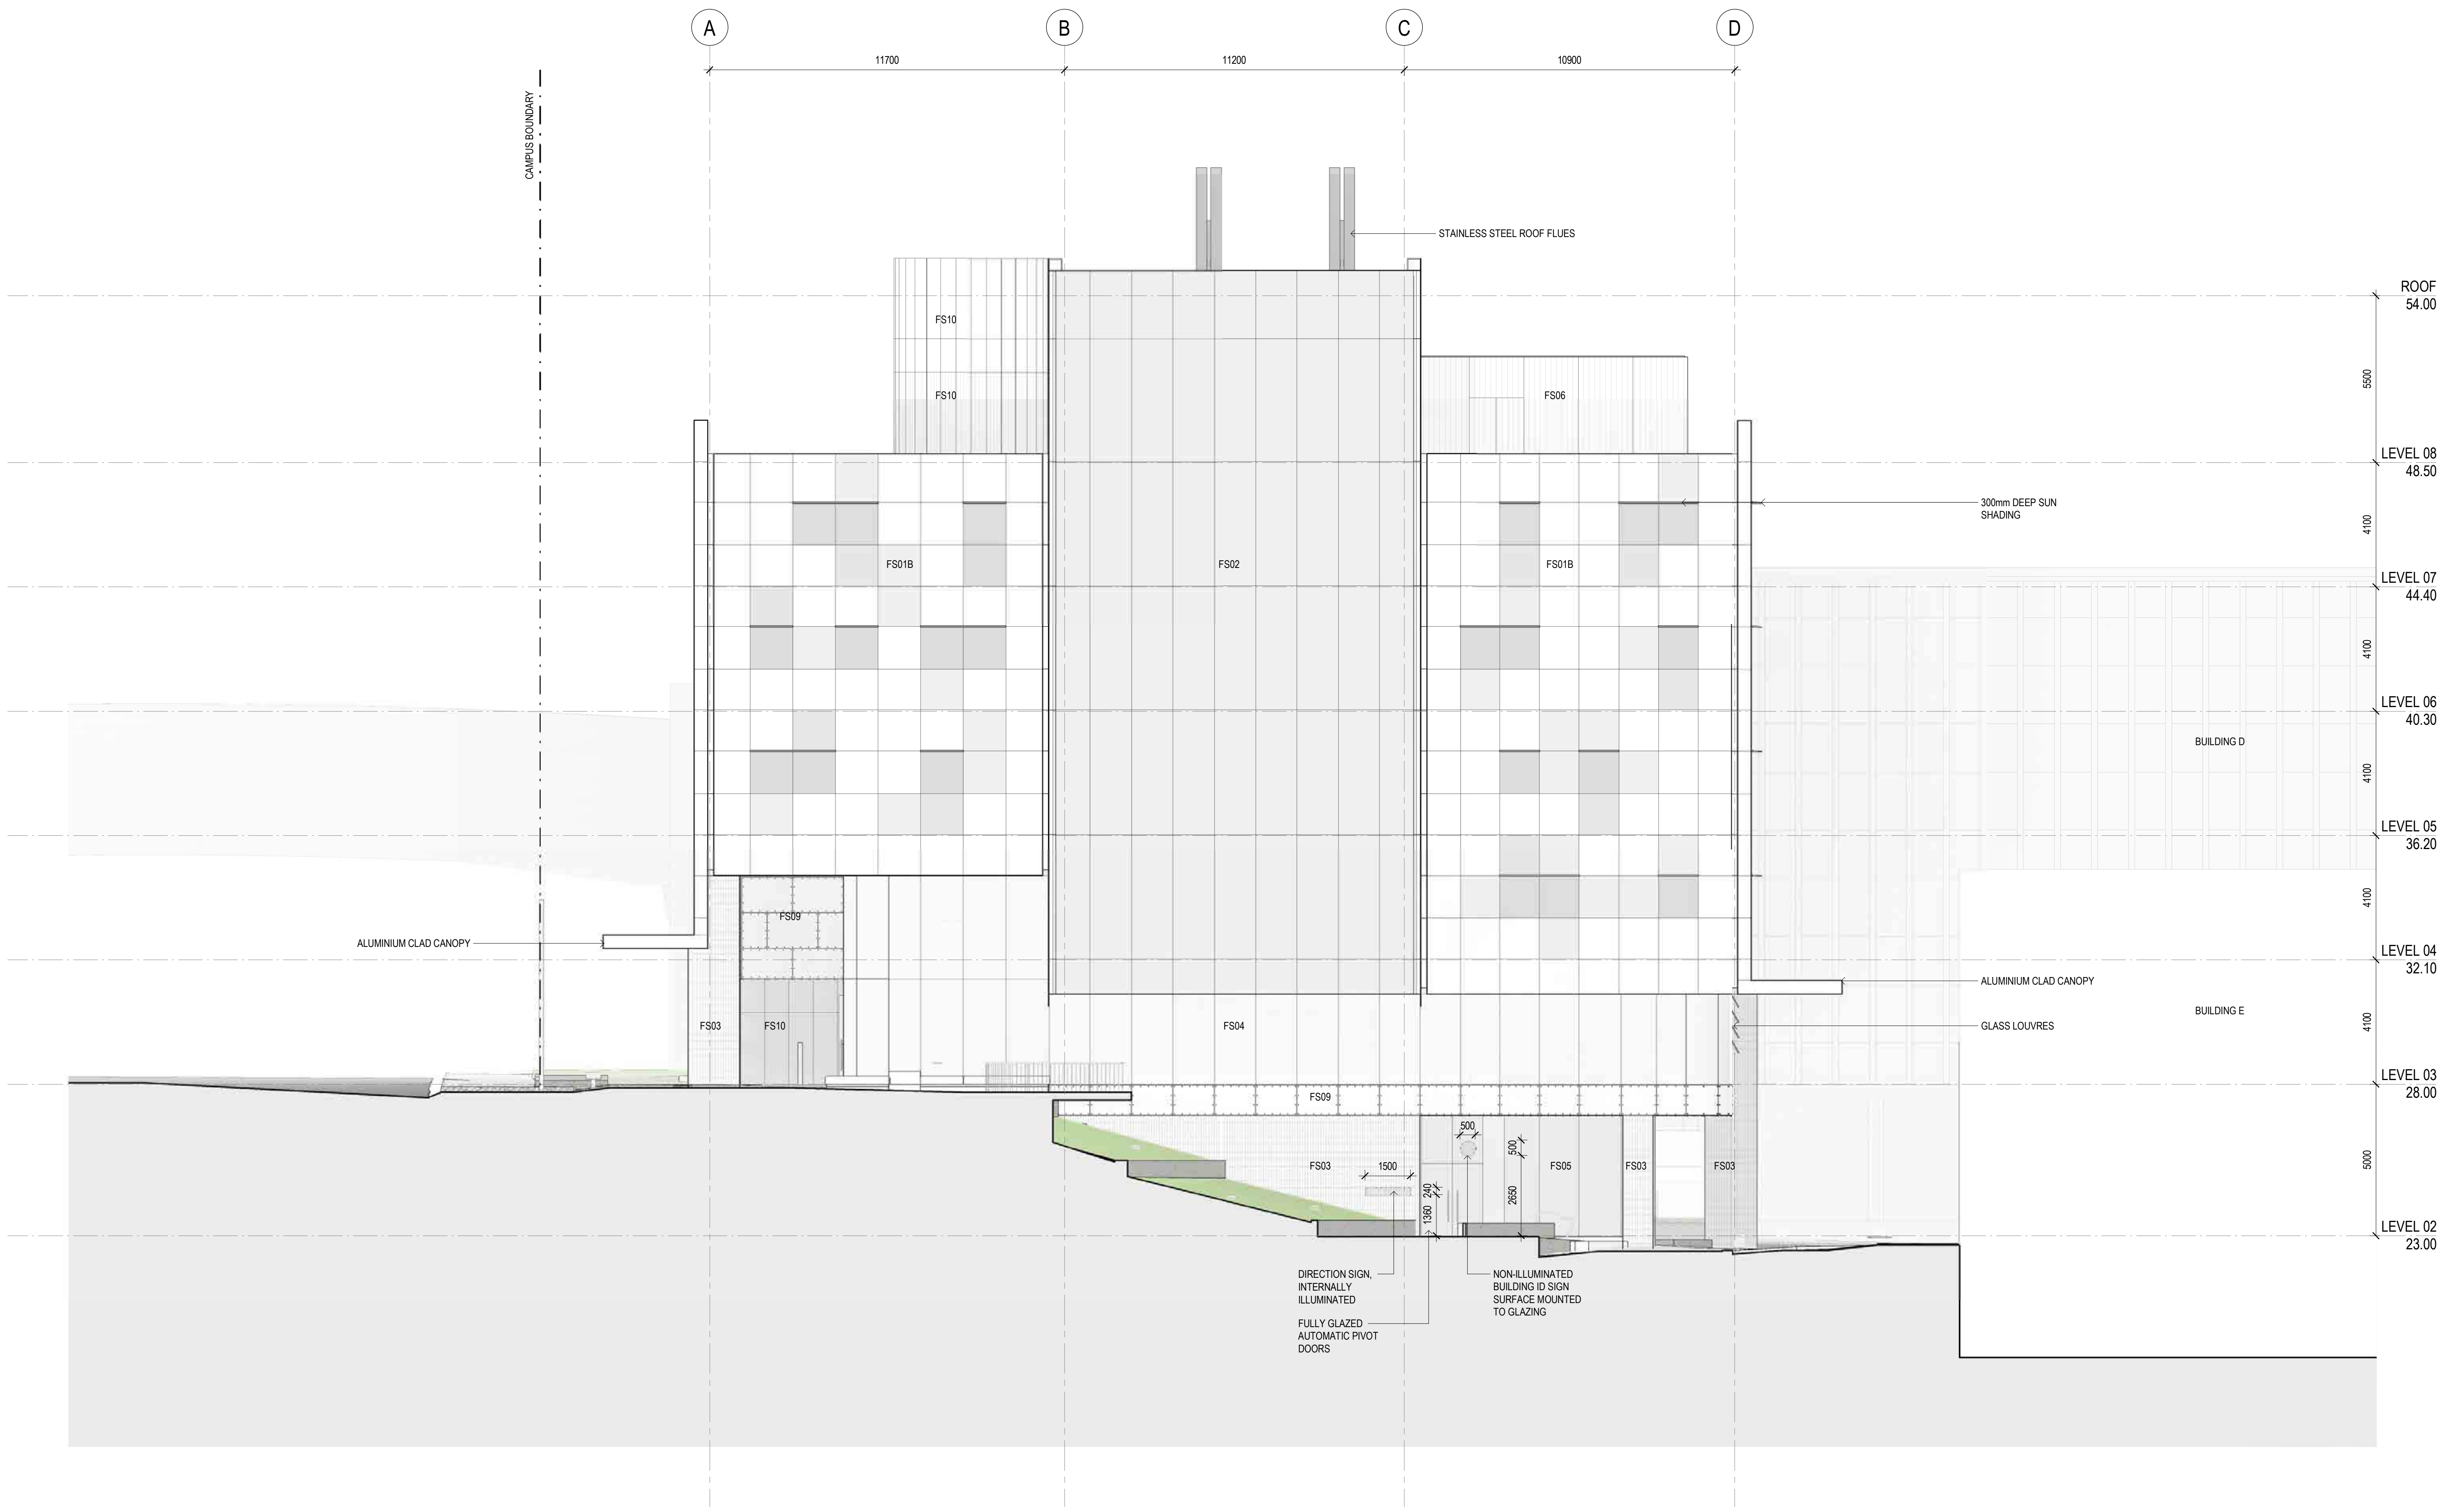 A
B
C
D
11700
11200
10900
CAMPUS BOUNDARY
STAINLESS STEEL ROOF FLUES
ROOF
54.00
FS10
5500
FS10
FS06
LEVEL 08
48.50
300mm DEEP SUN
SHADING
4100
FS01B
FS02
FS01B
LEVEL 07
44.40
4100
LEVEL 06
40.30
BUILDING D
4100
LEVEL 05
36.20
4100
FS09
ALUMINIUM CLAD CANOPY
LEVEL 04
32.10
ALUMINIUM CLAD CANOPY
BUILDING E
FS03
FS10
FS04
GLASS LOUVRES
4100
LEVEL 03
28.00
FS09
500
500
FS03
1500
FS05
FS03
FS03
5000
240
2650
1360
LEVEL 02
23.00
DIRECTION SIGN,
INTERNALLY
ILLUMINATED
NON-ILLUMINATED
BUILDING ID SIGN
SURFACE MOUNTED
TO GLAZING
FULLY GLAZED
AUTOMATIC PIVOT
DOORS